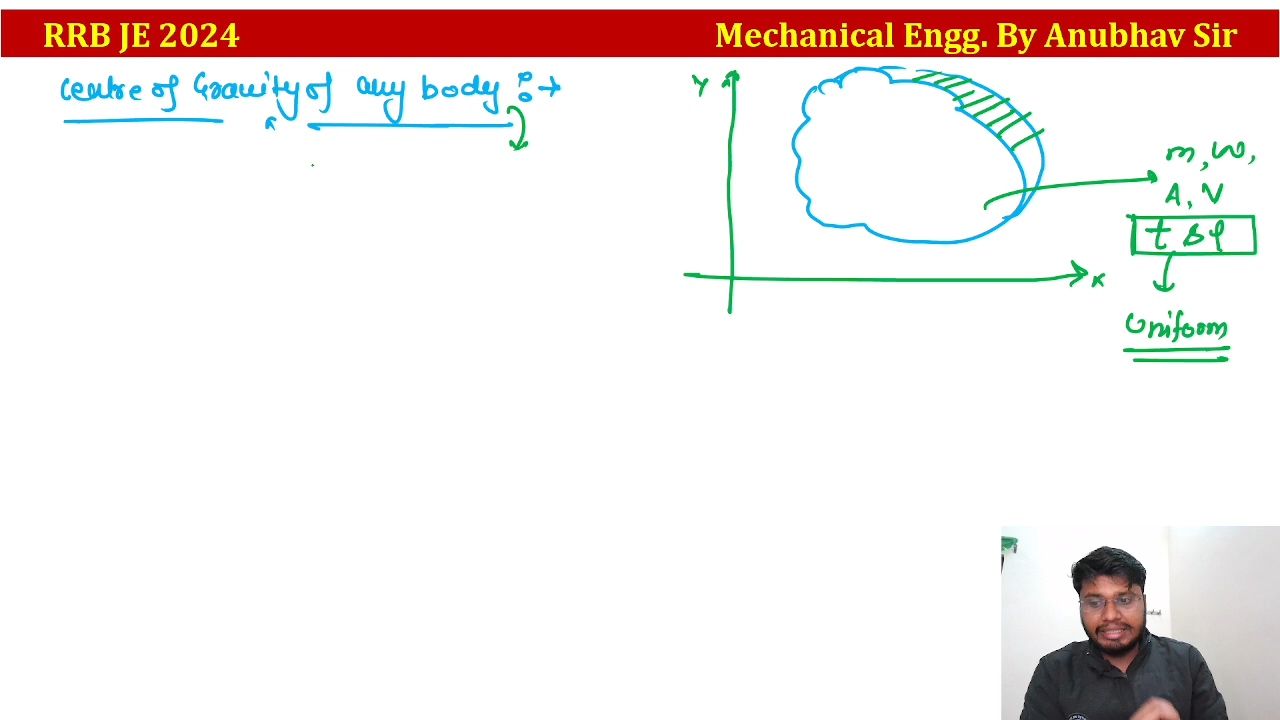 RRB JE 2024
Mechanical Engg. By Anubhav Sir
Centre of Gravity of any body :→
Y
X
m, W,
A, V
t & ρ
Uniform